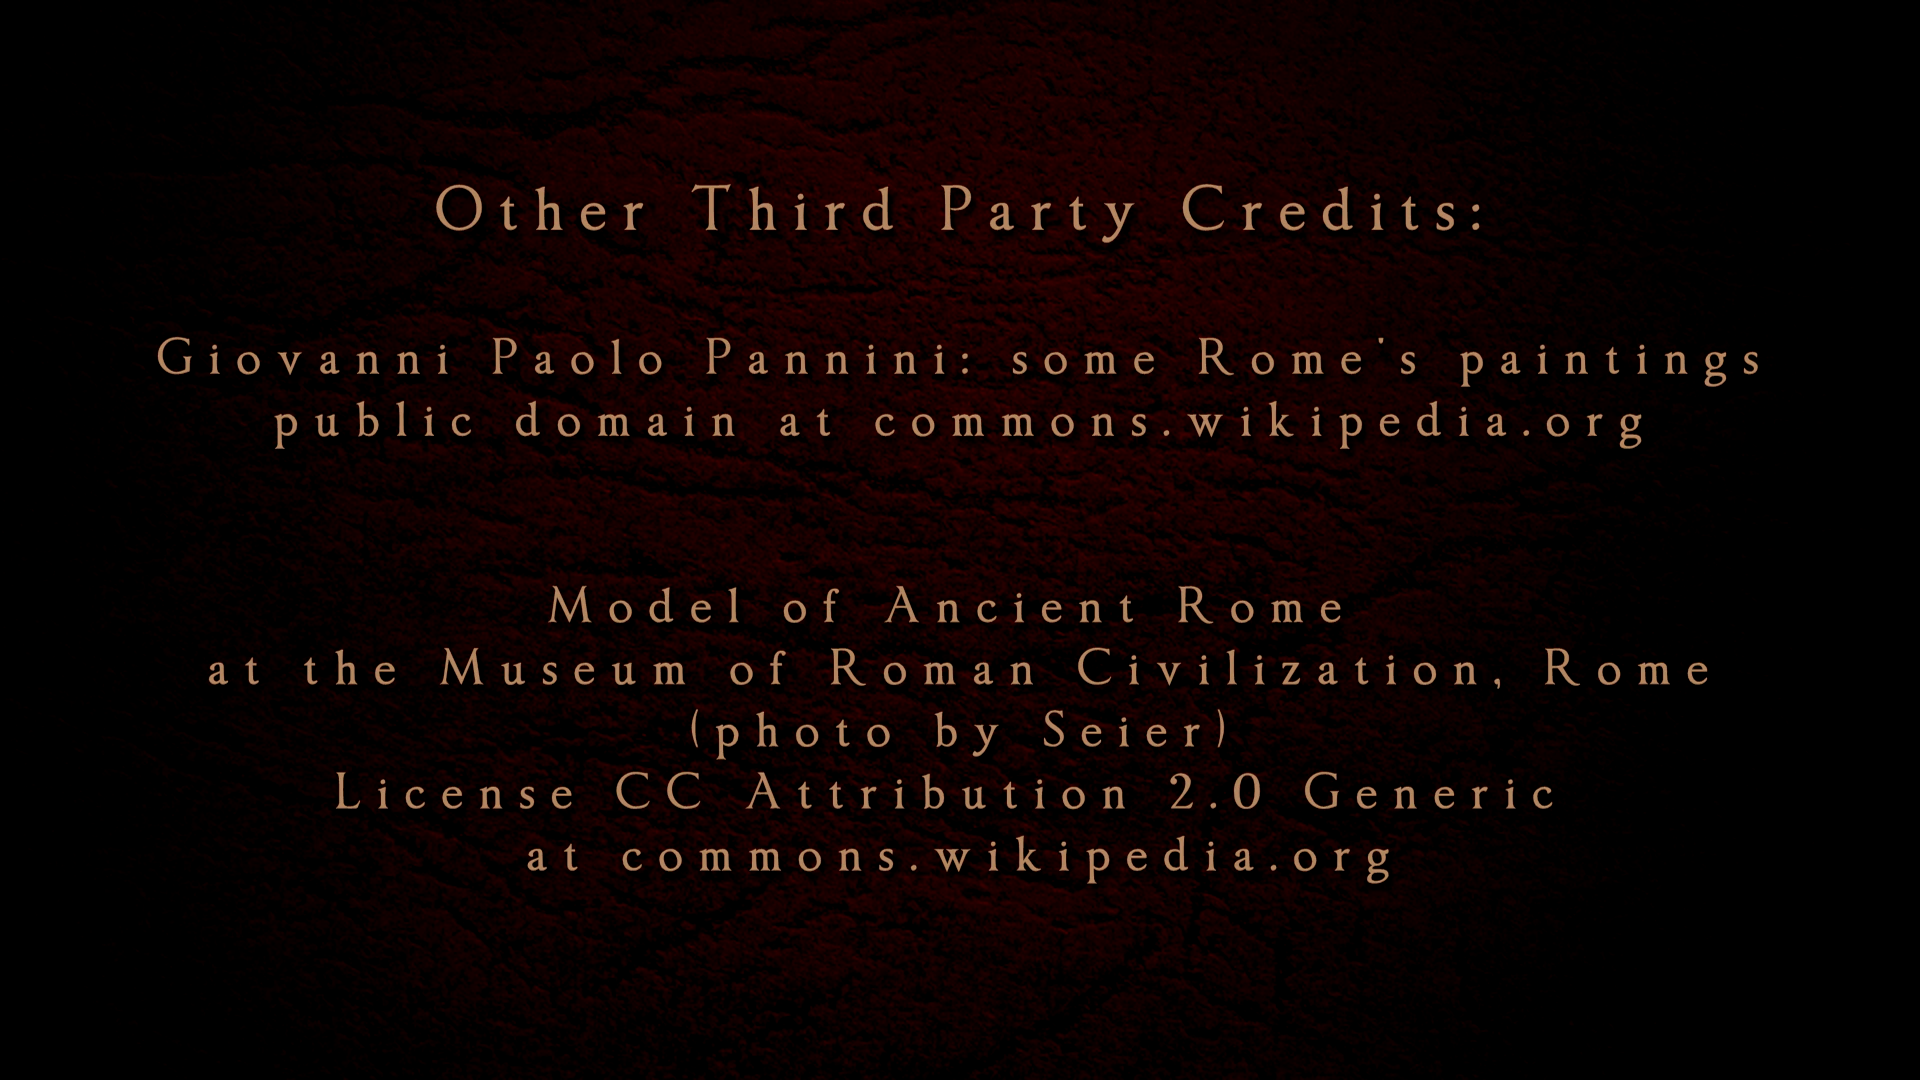 Other Third Party Credits:
Giovanni Paolo Pannini: some Rome's paintings
public domain at commons.wikipedia.org
Model of Ancient Rome
at the Museum of Roman Civilization, Rome
(photo by Seier)
License CC Attribution 2.0 Generic
at commons.wikipedia.org